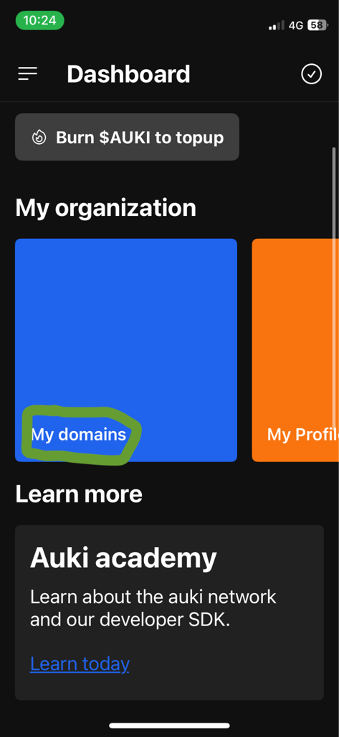 10:24
4G 58
Dashboard
Burn $AUKI to topup
My organization
My domains
My Profil
Learn more
Auki academy
Learn about the auki network
and our developer SDK.
Learn today